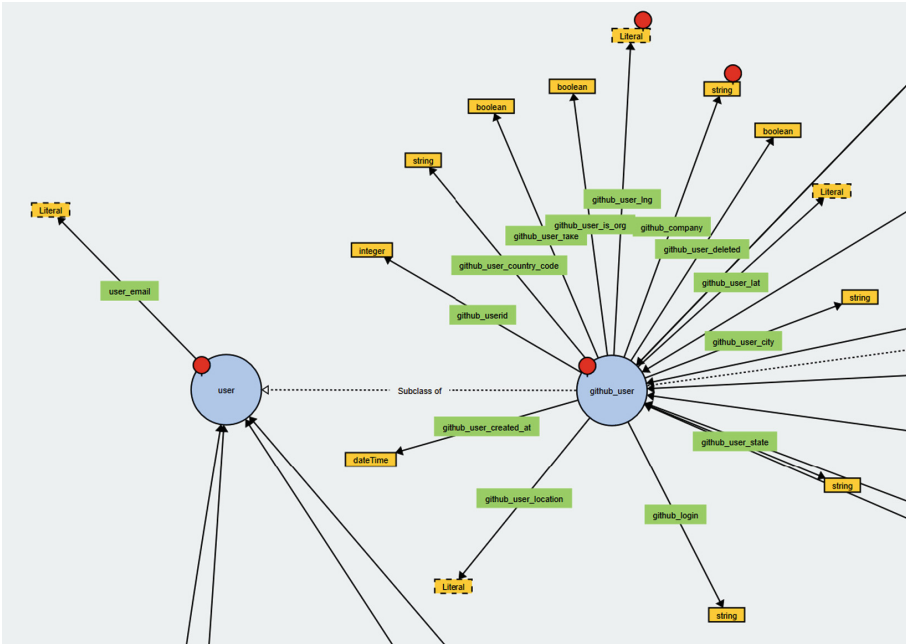 Literal
string
boolean
boolean
boolean
string
Literal
github_user_lng
Literal
github_user_is_org
github_company
github_user_fake
github_user_deleted
integer
github_user_country_code
github_user_lat
user_email
string
github_userid
github_user_city
user
Subclass of
github_user
github_user_created_at
github_user_state
dateTime
string
github_user_location
github_login
Literal
string